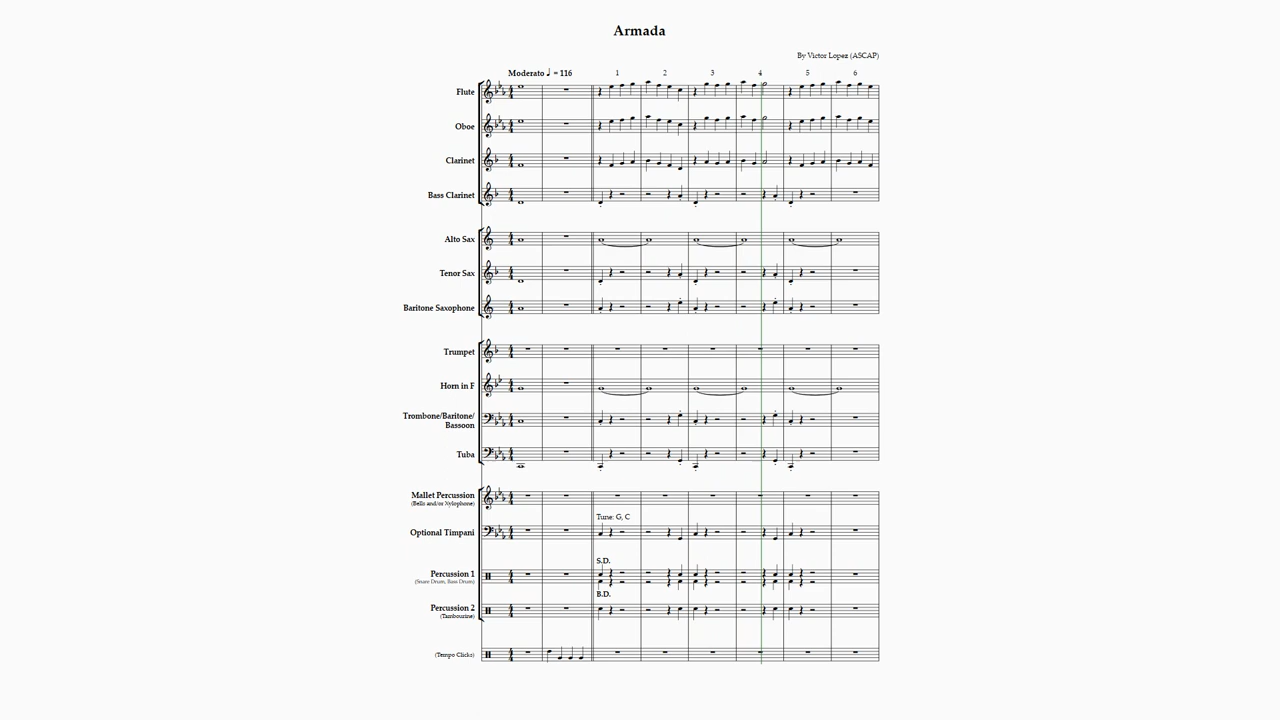 Armada
By Victor Lopez (ASCAP)
Moderato ♩ = 116
1 2 3 4 5 6
Flute
Oboe
Clarinet
Bass Clarinet
Alto Sax
Tenor Sax
Baritone Saxophone
Trumpet
Horn in F
Trombone/Baritone/
Bassoon
Tuba
Mallet Percussion
(Bells and/or Xylophone)
Tune: G, C
Optional Timpani
S.D.
Percussion 1
(Snare Drum, Bass Drum)
B.D.
Percussion 2
(Tambourine)
(Tempo Clicks)